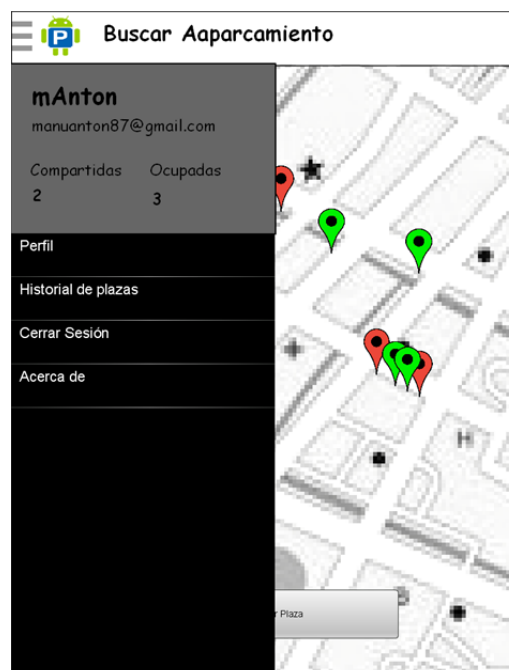 P
Buscar Aaparcamiento
mAnton
manuanton87@gmail.com
Compartidas Ocupadas
2 3
Perfil
Historial de plazas
Cerrar Sesión
Acerca de
H
Plaza